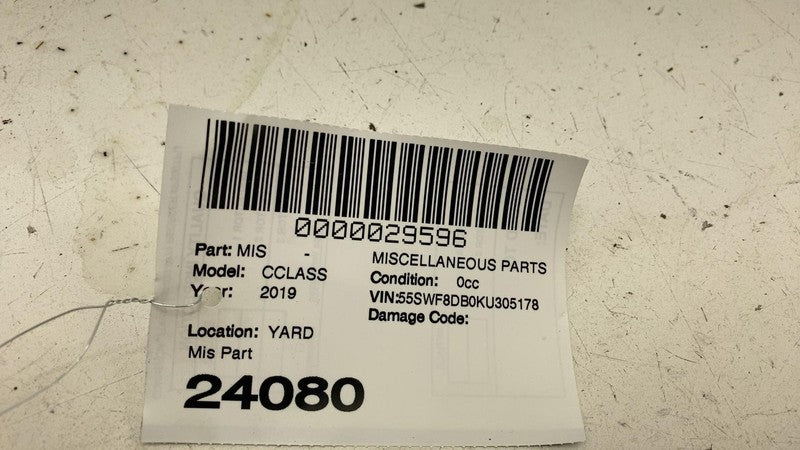 0000029596
Part: MIS - MISCELLANEOUS PARTS
Model: CCLASS Condition: 0cc
Year: 2019 VIN:55SWF8DB0KU305178
Damage Code:
Location: YARD
Mis Part
24080